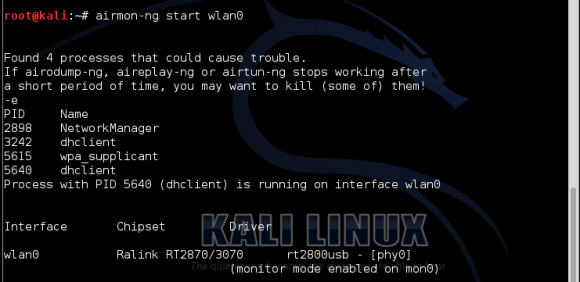 root@kali:~# airmon-ng start wlan0
Found 4 processes that could cause trouble.
If airodump-ng, aireplay-ng or airtun-ng stops working after
a short period of time, you may want to kill (some of) them!
-e
PID     Name
2898    NetworkManager
3242    dhclient
5615    wpa_supplicant
5640    dhclient
Process with PID 5640 (dhclient) is running on interface wlan0
Interface       Chipset         Driver
KALI LINUX
wlan0           Ralink RT2870/3070      rt2800usb - [phy0]
The quie
(monitor mode enabled on mon0)